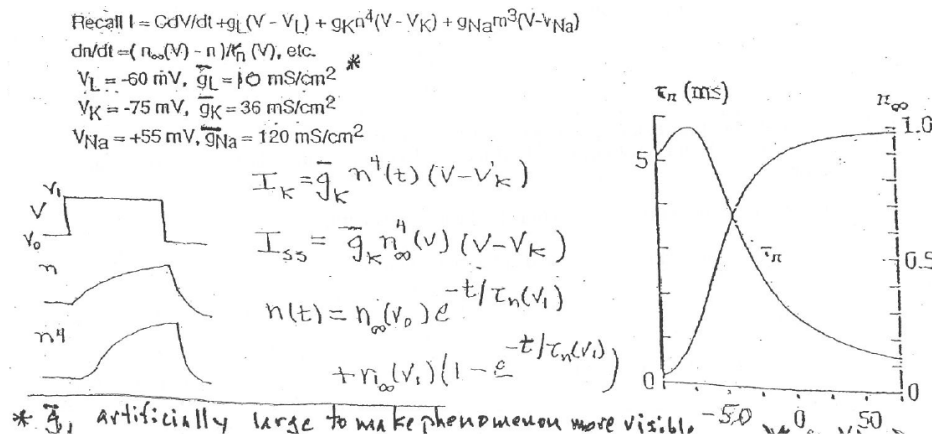 Recall I = CdV/dt +gL(V - VL) + gKn⁴(V - VK) + gNam³(V-vNa)
dn/dt =( n∞(V) - n )/τn (V), etc.
VL = -60 mV, ḡL = 10 mS/cm² *
VK = -75 mV, ḡK = 36 mS/cm²
VNa = +55 mV, ḡNa = 120 mS/cm²
IK = ḡK n⁴(t) (V-VK)
Iss = ḡK n∞⁴(V) (V-VK)
n(t) = n∞(V₀) e^(-t/τn(V₁))
+ n∞(V₁) (1 - e^(-t/τn(V₁)))
V₁
V
V₀
n
n⁴
τn (ms)
n∞
5
1.0
τn
0.5
0
0
-50 0 50
* ḡL artificially large to make phenomenon more visible